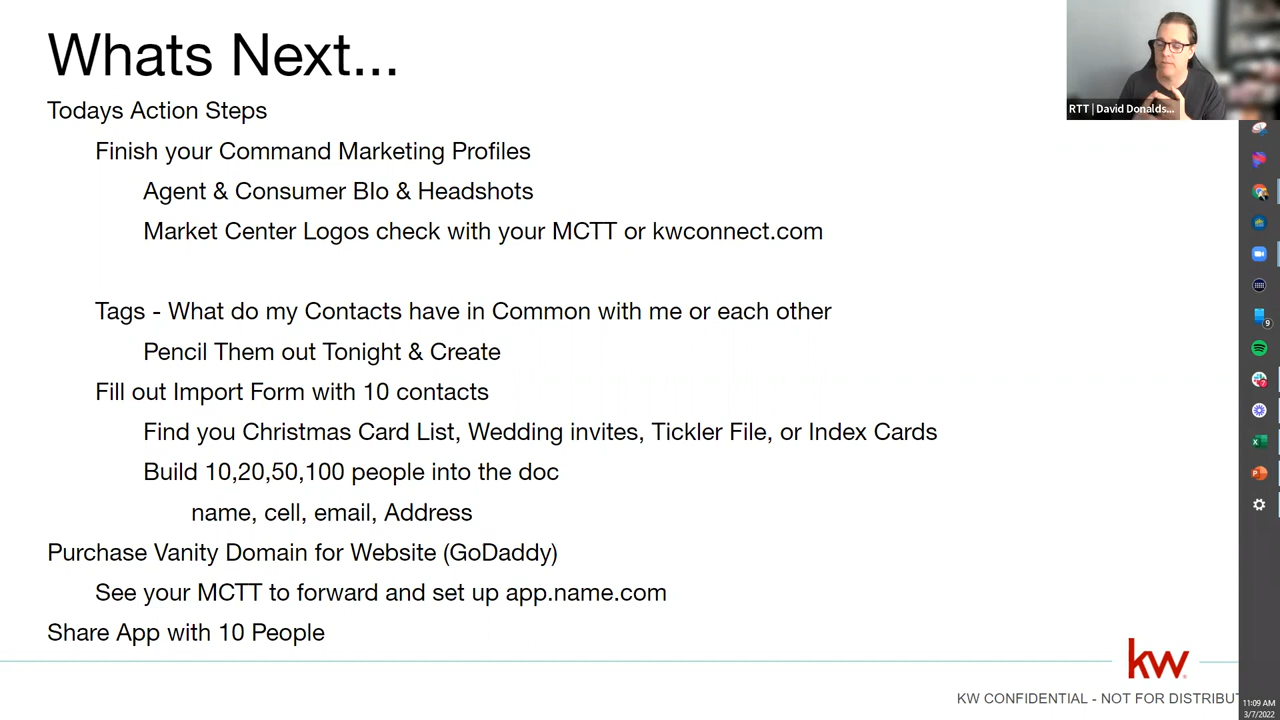 Whats Next...
RTT | David Donalds...
Todays Action Steps
Finish your Command Marketing Profiles
Agent & Consumer BIo & Headshots
Market Center Logos check with your MCTT or kwconnect.com
Tags - What do my Contacts have in Common with me or each other
Pencil Them out Tonight & Create
Fill out Import Form with 10 contacts
Find you Christmas Card List, Wedding invites, Tickler File, or Index Cards
Build 10,20,50,100 people into the doc
name, cell, email, Address
Purchase Vanity Domain for Website (GoDaddy)
See your MCTT to forward and set up app.name.com
Share App with 10 People
kw
KW CONFIDENTIAL - NOT FOR DISTRIBUT
9
7
X
P
11:09 AM
3/7/2022